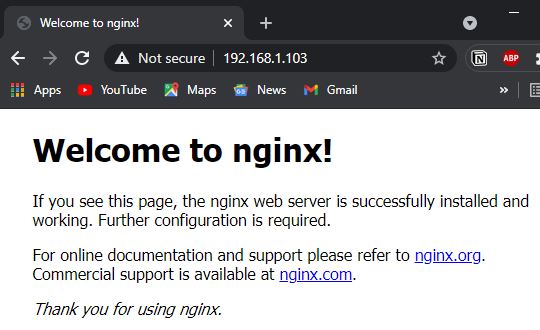 Welcome to nginx!
Not secure 192.168.1.103
ABP
Apps YouTube Maps News Gmail »
Welcome to nginx!
If you see this page, the nginx web server is successfully installed and
working. Further configuration is required.
For online documentation and support please refer to nginx.org.
Commercial support is available at nginx.com.
Thank you for using nginx.